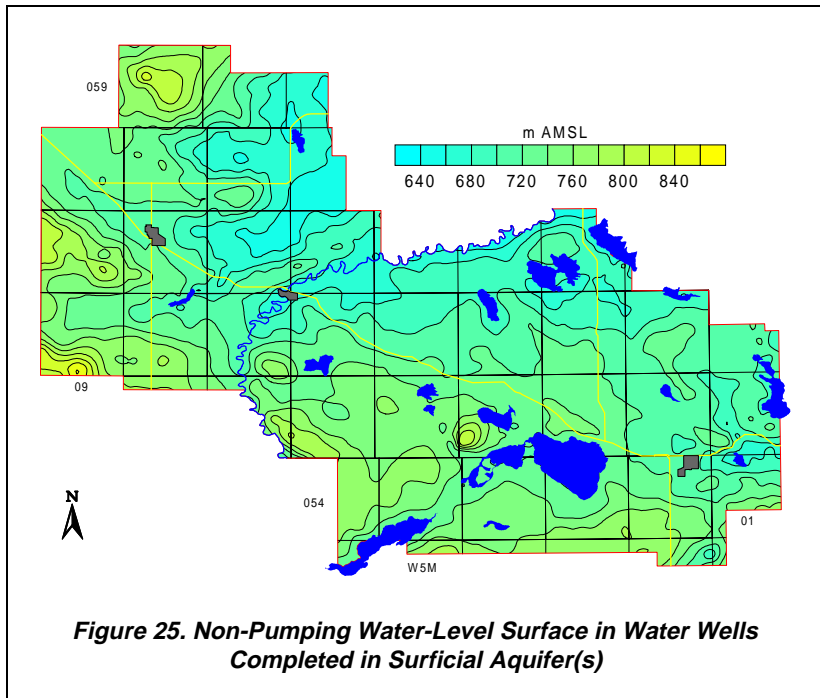 059
m AMSL
640 680 720 760 800 840
09
054
N
W5M
01
Figure 25. Non-Pumping Water-Level Surface in Water Wells
Completed in Surficial Aquifer(s)